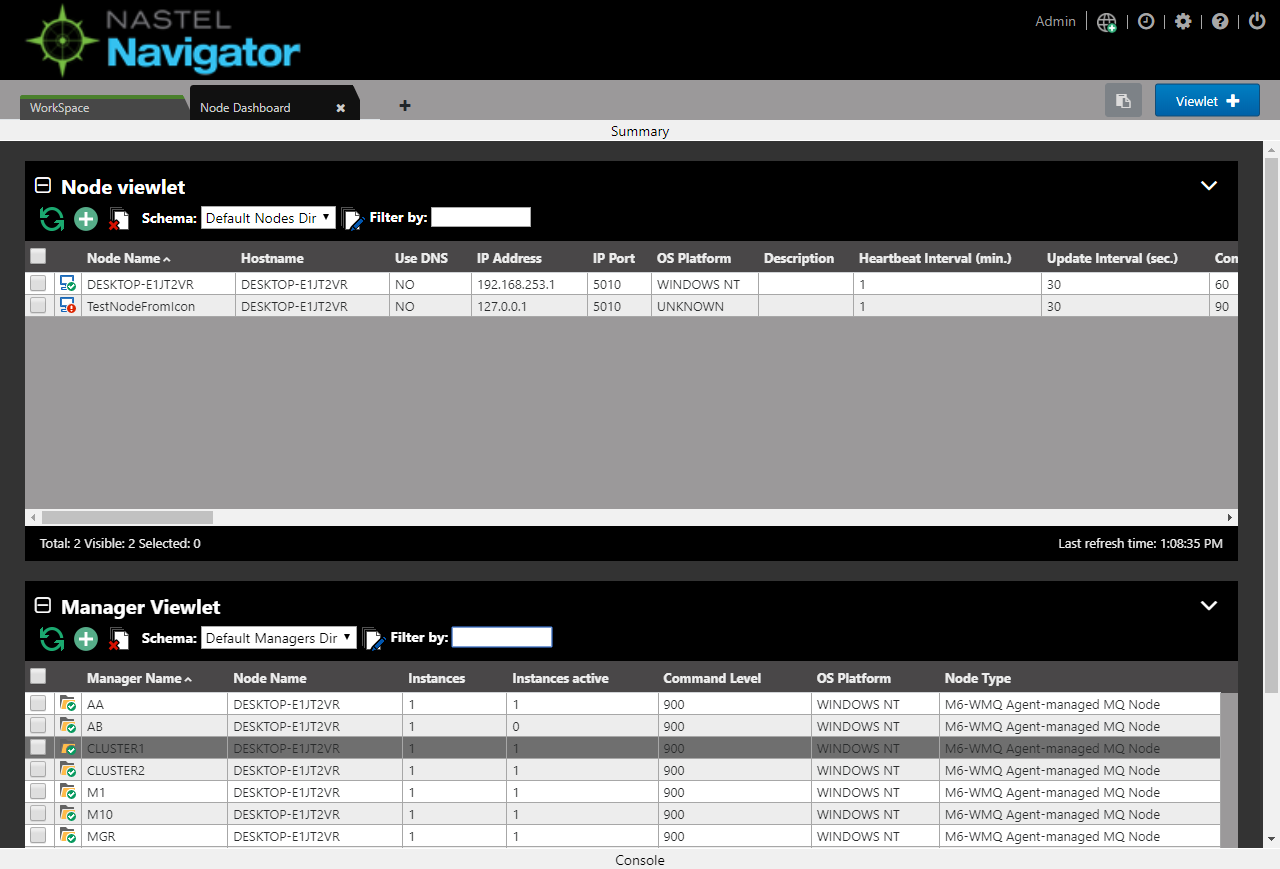 NASTEL
Navigator
Admin
WorkSpace
Node Dashboard
Viewlet
Summary
Node viewlet
Schema: Default Nodes Dir Filter by:
Node Name Hostname Use DNS IP Address IP Port OS Platform Description Heartbeat Interval (min.) Update Interval (sec.) Con
DESKTOP-E1JT2VR DESKTOP-E1JT2VR NO 192.168.253.1 5010 WINDOWS NT 1 30 60
TestNodeFromIcon DESKTOP-E1JT2VR NO 127.0.0.1 5010 UNKNOWN 1 30 90
Total: 2 Visible: 2 Selected: 0 Last refresh time: 1:08:35 PM
Manager Viewlet
Schema: Default Managers Dir Filter by:
Manager Name Node Name Instances Instances active Command Level OS Platform Node Type
AA DESKTOP-E1JT2VR 1 1 900 WINDOWS NT M6-WMQ Agent-managed MQ Node
AB DESKTOP-E1JT2VR 1 0 900 WINDOWS NT M6-WMQ Agent-managed MQ Node
CLUSTER1 DESKTOP-E1JT2VR 1 1 900 WINDOWS NT M6-WMQ Agent-managed MQ Node
CLUSTER2 DESKTOP-E1JT2VR 1 1 900 WINDOWS NT M6-WMQ Agent-managed MQ Node
M1 DESKTOP-E1JT2VR 1 1 900 WINDOWS NT M6-WMQ Agent-managed MQ Node
M10 DESKTOP-E1JT2VR 1 1 900 WINDOWS NT M6-WMQ Agent-managed MQ Node
MGR DESKTOP-E1JT2VR 1 1 900 WINDOWS NT M6-WMQ Agent-managed MQ Node
Console